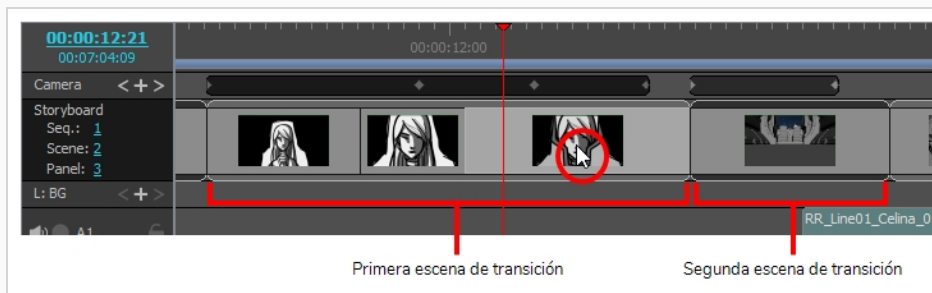 00:00:12:21
00:07:04:09
00:00:12:00
Camera < + >
Storyboard
Seq.: 1
Scene: 2
Panel: 3
L: BG < + >
A1
RR_Line01_Celina_0
Primera escena de transición
Segunda escena de transición